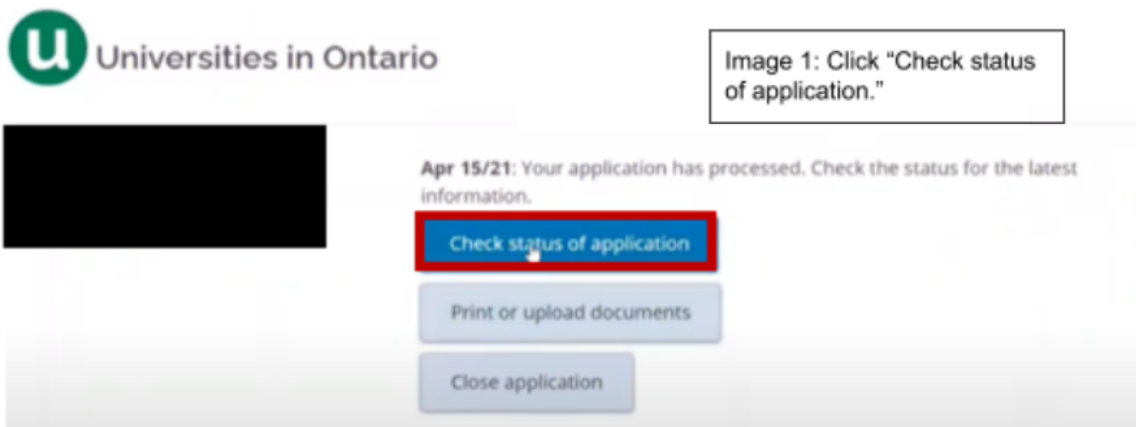 u Universities in Ontario
Image 1: Click “Check status
of application.”
Apr 15/21: Your application has processed. Check the status for the latest
information.
Check status of application
Print or upload documents
Close application